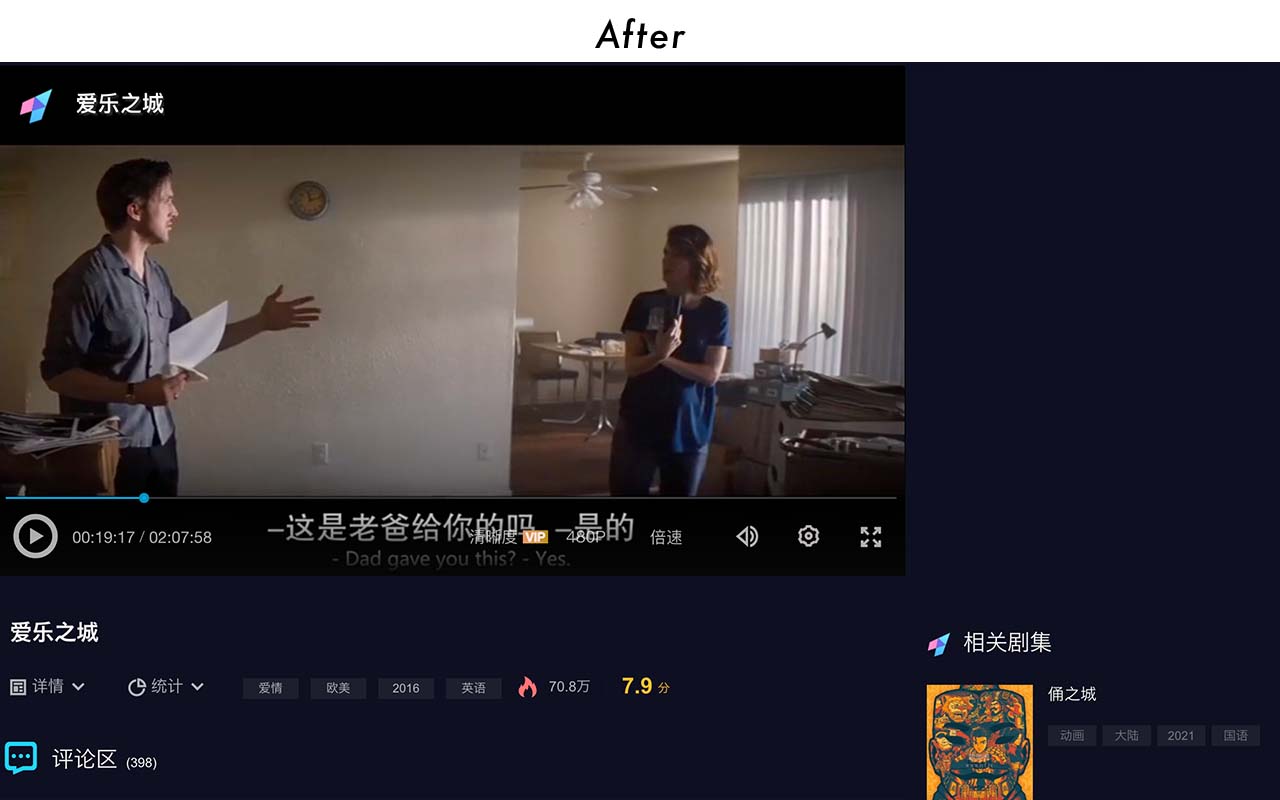 After
爱乐之城
–这是老爸给你的吗 –是的
- Dad gave you this? - Yes.
00:19:17 / 02:07:58 清晰度 VIP 480P 倍速
爱乐之城
详情 统计 爱情 欧美 2016 英语 70.8万 7.9 分
评论区 (398)
相关剧集
俑之城
动画 大陆 2021 国语